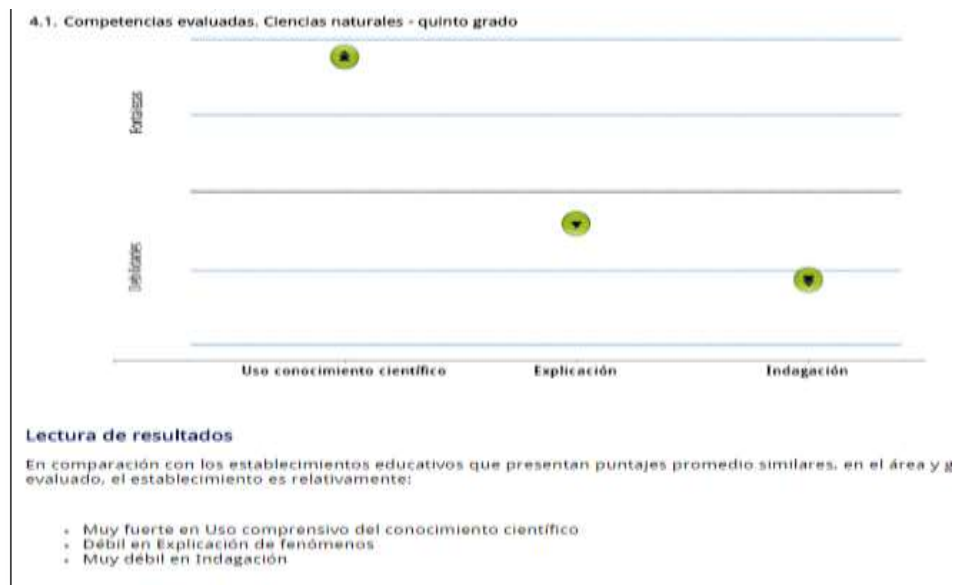 4.1. Competencias evaluadas. Ciencias naturales - quinto grado
Fortalezas
Debilidades
Uso conocimiento científico
Explicación
Indagación
Lectura de resultados
En comparación con los establecimientos educativos que presentan puntajes promedio similares, en el área y g
evaluado, el establecimiento es relativamente:
• Muy fuerte en Uso comprensivo del conocimiento científico
• Débil en Explicación de fenómenos
• Muy débil en Indagación